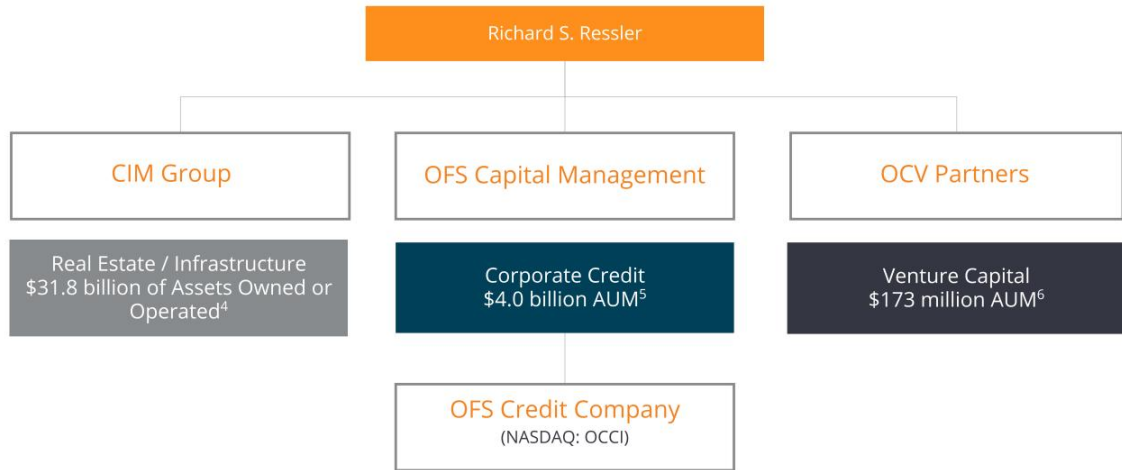 Richard S. Ressler
CIM Group
OFS Capital Management
OCV Partners
Real Estate / Infrastructure
$31.8 billion of Assets Owned or
Operated4
Corporate Credit
$4.0 billion AUM5
Venture Capital
$173 million AUM6
OFS Credit Company
(NASDAQ: OCCI)